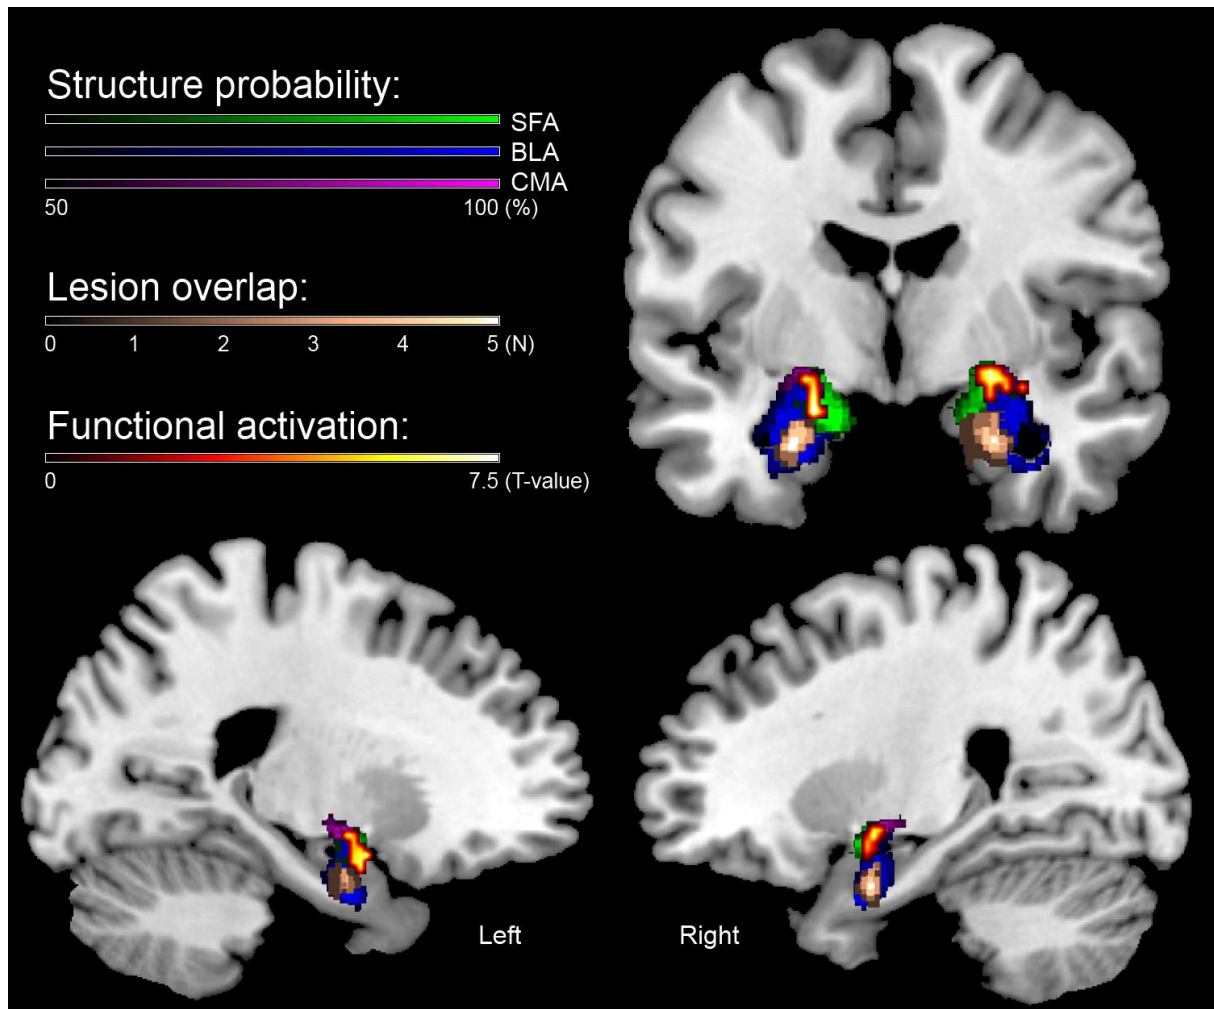 Structure probability:
SFA
BLA
CMA
50 100 (%)
Lesion overlap:
0 1 2 3 4 5 (N)
Functional activation:
0 7.5 (T-value)
Left Right